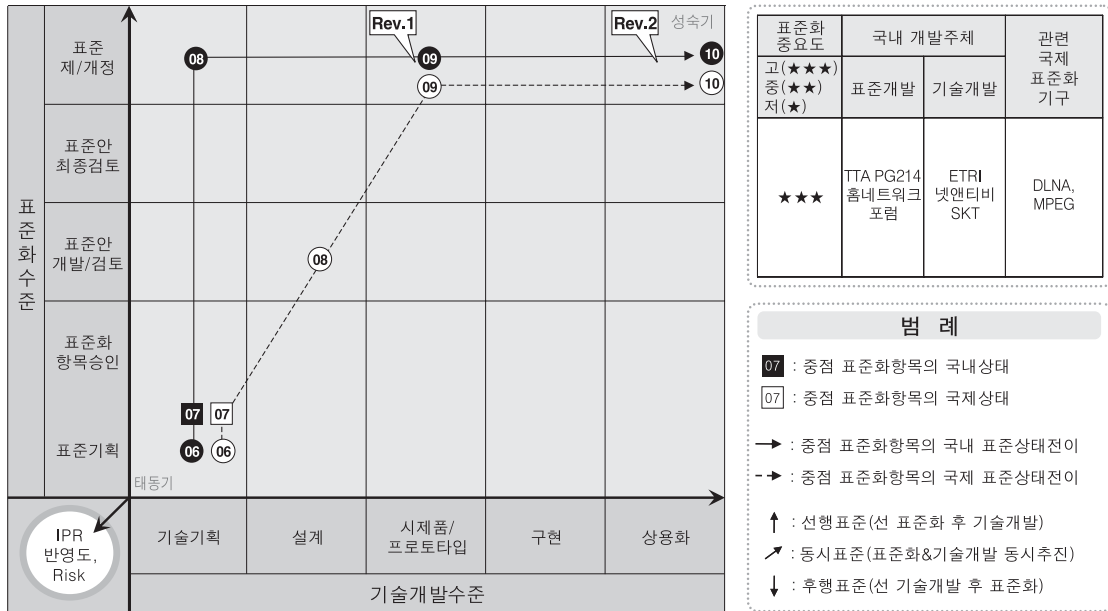 표준
제/개정
표준안
최종검토
표준안
개발/검토
표준화
항목승인
표준기획
표준화수준
Rev.1
Rev.2
성숙기
08
09
10
09
10
08
07
07
06
06
태동기
IPR
반영도,
Risk
기술기획
설계
시제품/
프로토타입
구현
상용화
기술개발수준
표준화
중요도
국내 개발주체
관련
국제
표준화
기구
고(★★★)
중(★★)
저(★)
표준개발
기술개발
★★★
TTA PG214
홈네트워크
포럼
ETRI
넷앤티비
SKT
DLNA,
MPEG
범 례
07 : 중점 표준화항목의 국내상태
07 : 중점 표준화항목의 국제상태
→ : 중점 표준화항목의 국내 표준상태전이
⇢ : 중점 표준화항목의 국제 표준상태전이
↑ : 선행표준(선 표준화 후 기술개발)
↗ : 동시표준(표준화&기술개발 동시추진)
↓ : 후행표준(선 기술개발 후 표준화)